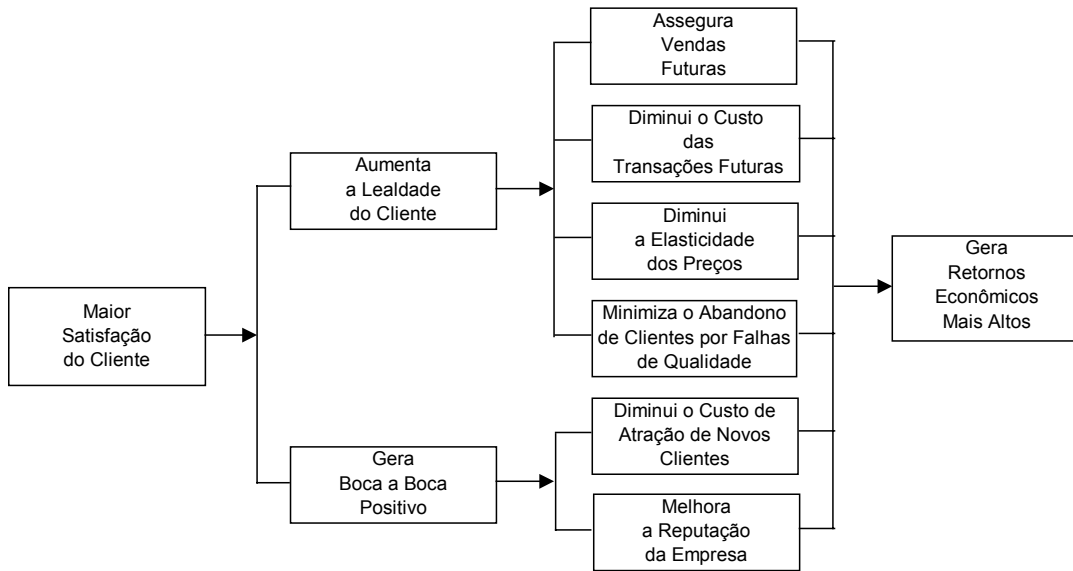 Maior
Satisfação
do Cliente
Aumenta
a Lealdade
do Cliente
Gera
Boca a Boca
Positivo
Assegura
Vendas
Futuras
Diminui o Custo
das
Transações Futuras
Diminui
a Elasticidade
dos Preços
Minimiza o Abandono
de Clientes por Falhas
de Qualidade
Diminui o Custo de
Atração de Novos
Clientes
Melhora
a Reputação
da Empresa
Gera
Retornos
Econômicos
Mais Altos